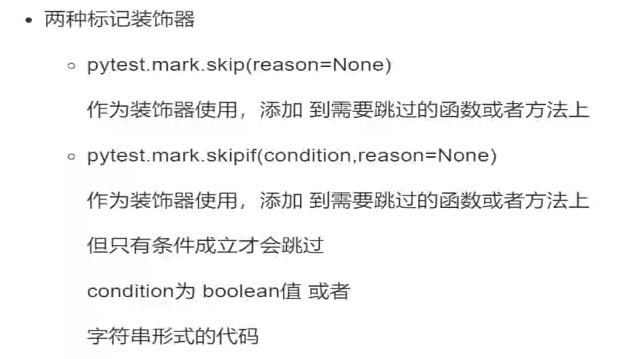 两种标记装饰器
pytest.mark.skip(reason=None)
作为装饰器使用，添加 到需要跳过的函数或者方法上
pytest.mark.skipif(condition,reason=None)
作为装饰器使用，添加 到需要跳过的函数或者方法上
但只有条件成立才会跳过
condition为 boolean值 或者
字符串形式的代码